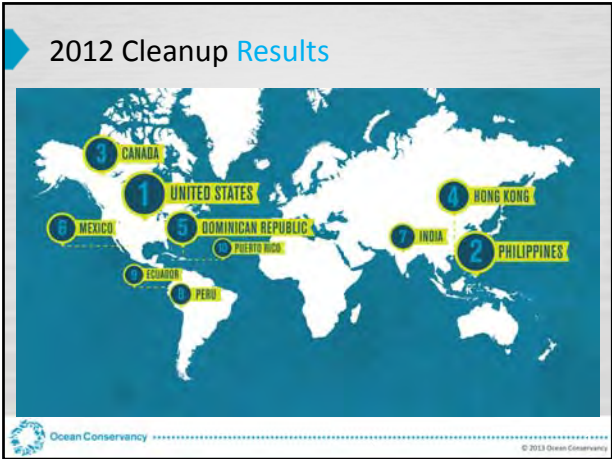 2012 Cleanup Results
3 CANADA
1 UNITED STATES
4 HONG KONG
6 MEXICO
5 DOMINICAN REPUBLIC
7 INDIA
10 PUERTO RICO
2 PHILIPPINES
9 ECUADOR
8 PERU
Ocean Conservancy
© 2013 Ocean Conservancy